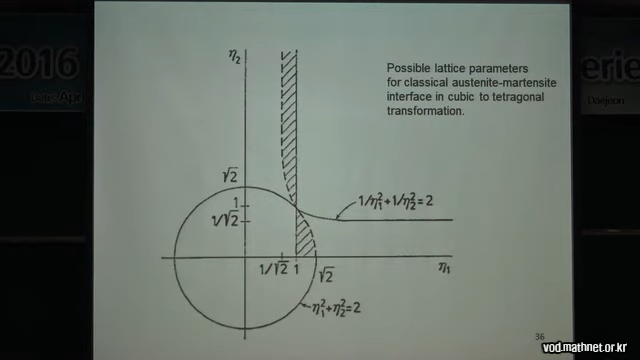 2016
erie
Daejeon
η₂
Possible lattice parameters
for classical austenite-martensite
interface in cubic to tetragonal
transformation.
√2
1
1/√2
1/η₁²+1/η₂²=2
1/√2 1 √2
η₁
η₁²+η₂²=2
36
vod.mathnet.or.kr